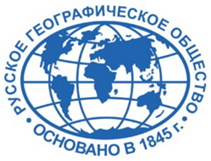 РУССКОЕ ГЕОГРАФИЧЕСКОЕ ОБЩЕСТВО
• ОСНОВАНО В 1845 г. •